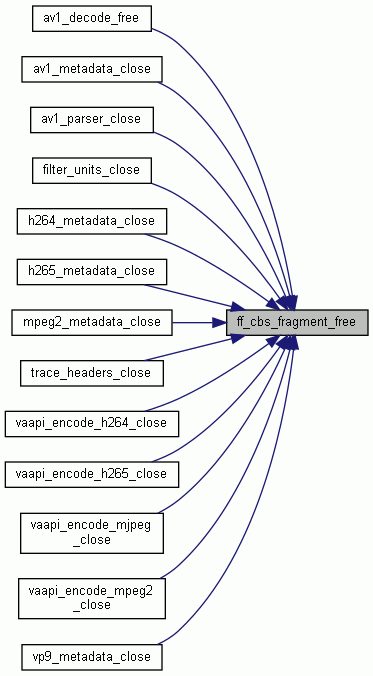 av1_decode_free
av1_metadata_close
av1_parser_close
filter_units_close
h264_metadata_close
h265_metadata_close
mpeg2_metadata_close
ff_cbs_fragment_free
trace_headers_close
vaapi_encode_h264_close
vaapi_encode_h265_close
vaapi_encode_mjpeg
_close
vaapi_encode_mpeg2
_close
vp9_metadata_close